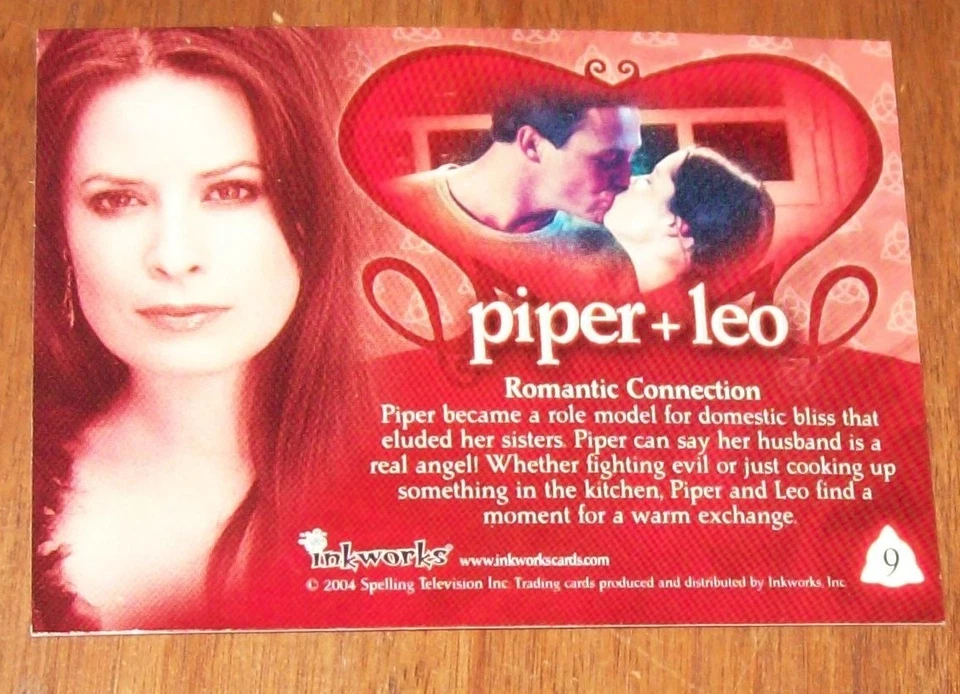 piper + leo
Romantic Connection
Piper became a role model for domestic bliss that
eluded her sisters. Piper can say her husband is a
real angel! Whether fighting evil or just cooking up
something in the kitchen, Piper and Leo find a
moment for a warm exchange.
inkworks® www.inkworkscards.com
© 2004 Spelling Television Inc. Trading cards produced and distributed by Inkworks, Inc.
9